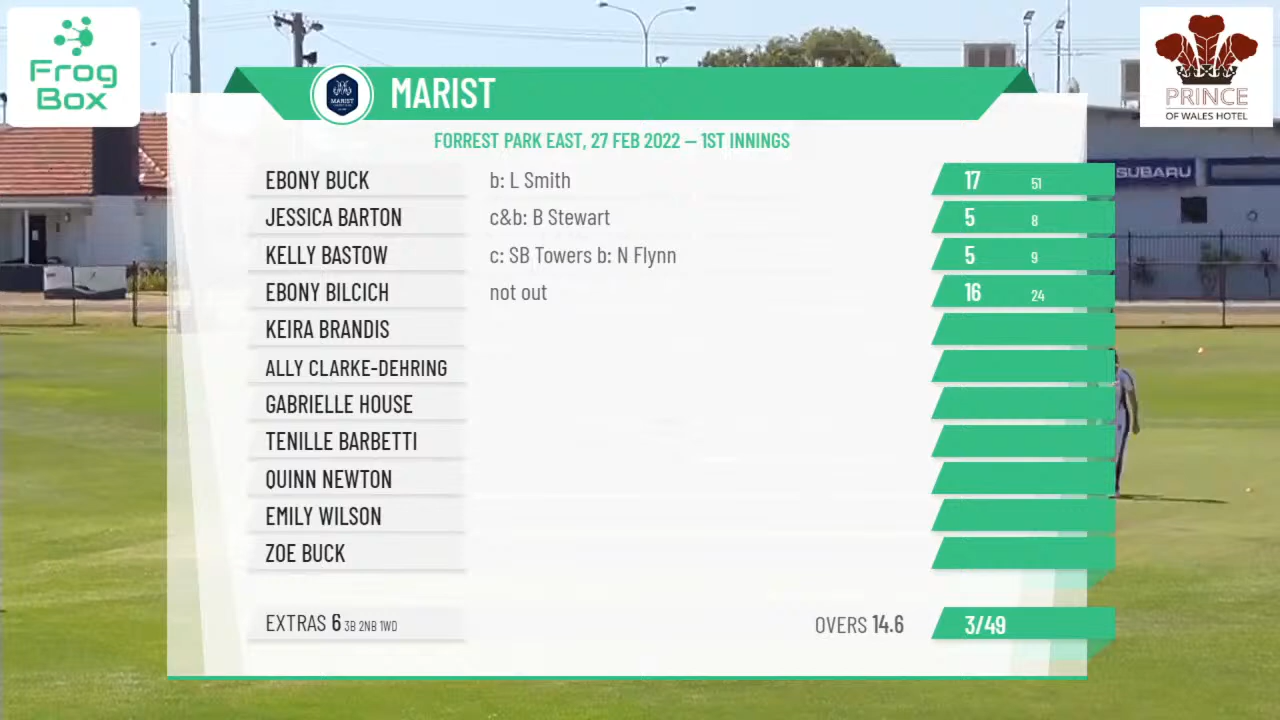 Frog
Box
MARIST
MARIST
PRINCE
OF WALES HOTEL
FORREST PARK EAST, 27 FEB 2022 – 1ST INNINGS
EBONY BUCK b: L Smith 17 51
JESSICA BARTON c&b: B Stewart 5 8
KELLY BASTOW c: SB Towers b: N Flynn 5 9
EBONY BILCICH not out 16 24
KEIRA BRANDIS
ALLY CLARKE-DEHRING
GABRIELLE HOUSE
TENILLE BARBETTI
QUINN NEWTON
EMILY WILSON
ZOE BUCK
EXTRAS 6 3B 2NB 1WD OVERS 14.6 3/49
SUBARU